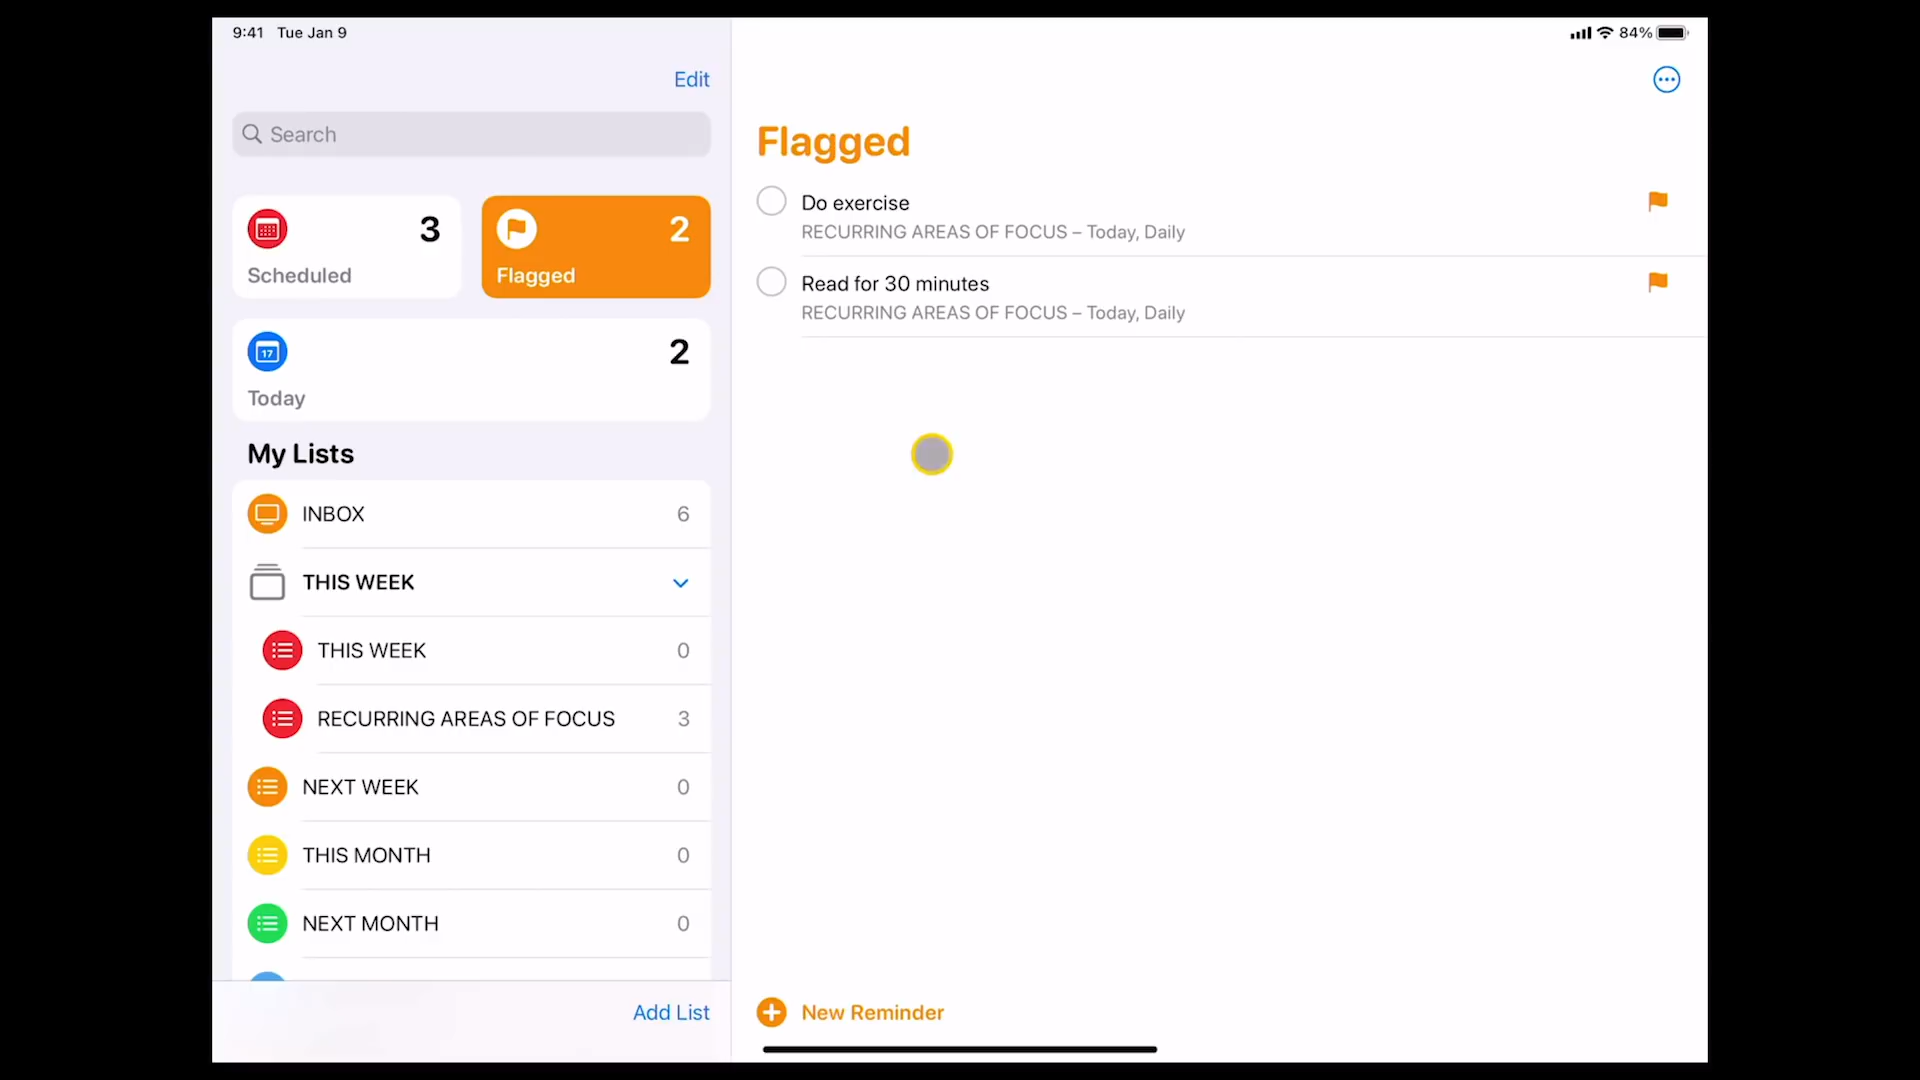 9:41 Tue Jan 9
84%
Edit
Search
3
Scheduled
2
Flagged
17
2
Today
My Lists
INBOX 6
THIS WEEK
THIS WEEK 0
RECURRING AREAS OF FOCUS 3
NEXT WEEK 0
THIS MONTH 0
NEXT MONTH 0
Add List
Flagged
Do exercise
RECURRING AREAS OF FOCUS – Today, Daily
Read for 30 minutes
RECURRING AREAS OF FOCUS – Today, Daily
New Reminder